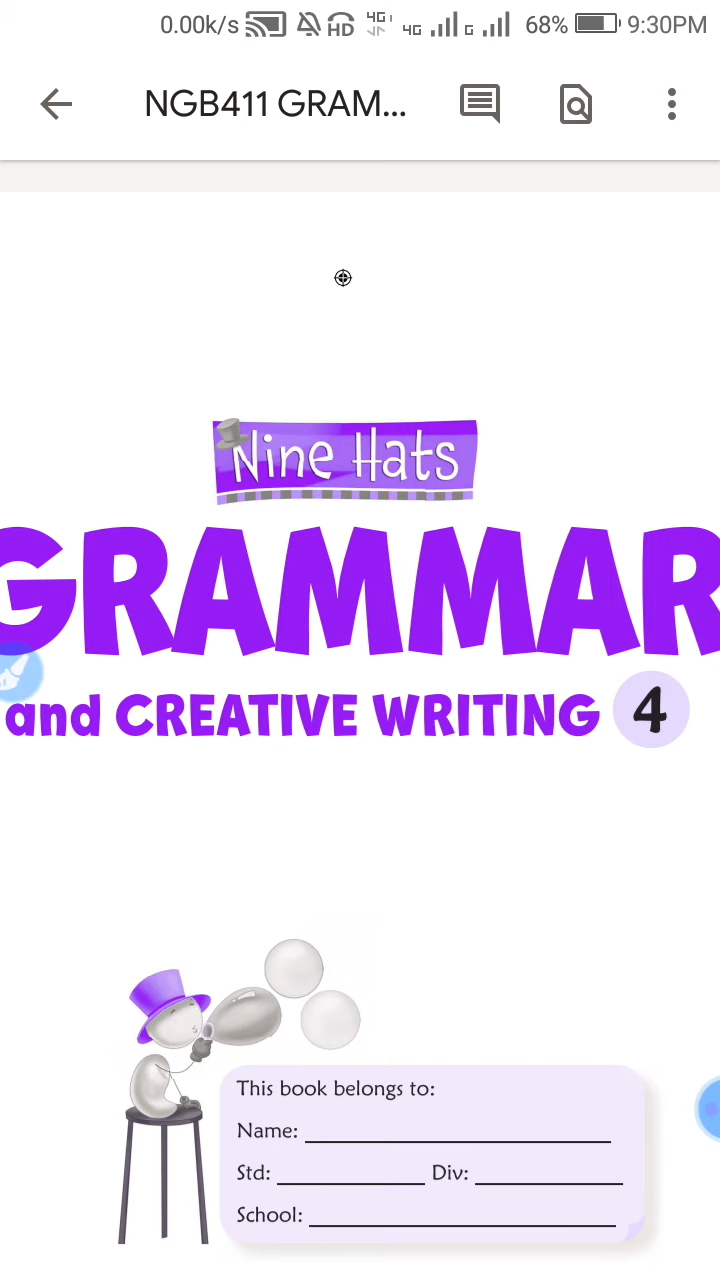 0.00k/s HD 4G 4G G 68% 9:30PM
NGB411 GRAM...
Nine Hats
GRAMMAR
and CREATIVE WRITING 4
This book belongs to:
Name:
Std: Div:
School: